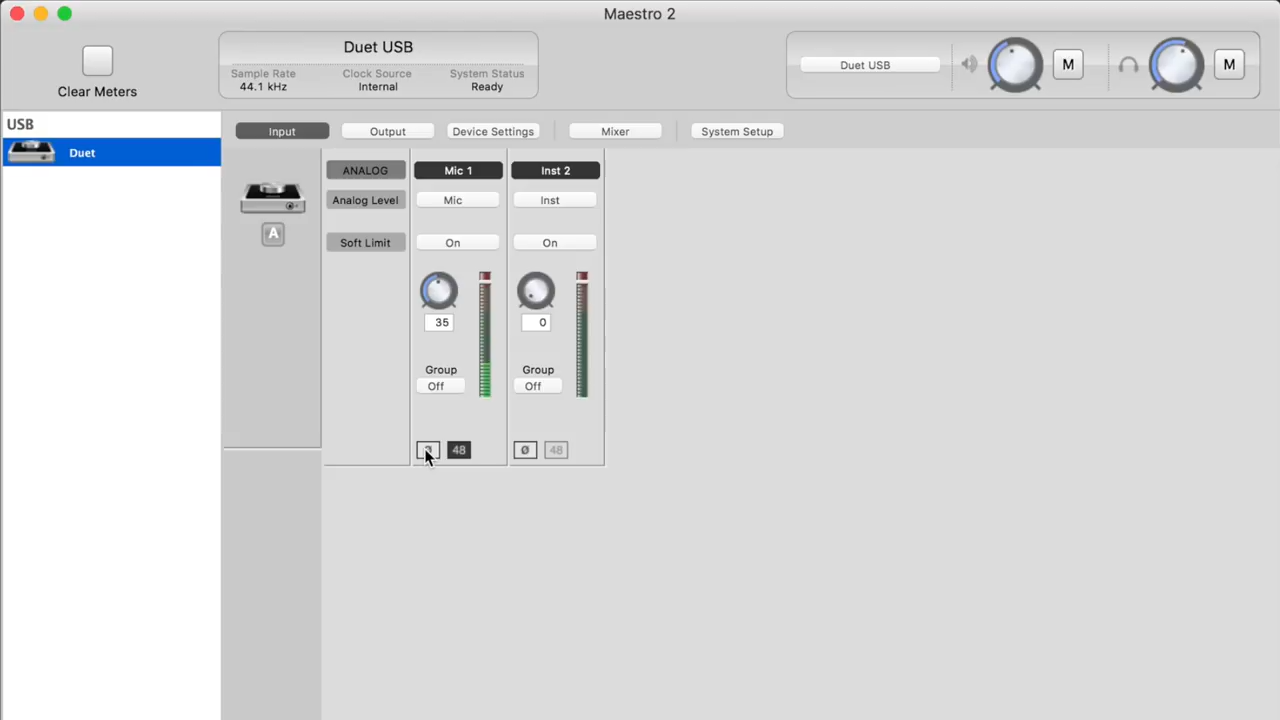 Maestro 2
Clear Meters
Duet USB
Sample Rate
44.1 kHz
Clock Source
Internal
System Status
Ready
Duet USB
M
M
USB
Duet
Input
Output
Device Settings
Mixer
System Setup
A
ANALOG
Mic 1
Inst 2
Analog Level
Mic
Inst
Soft Limit
On
On
35
0
Group
Off
Group
Off
48
Ø
48